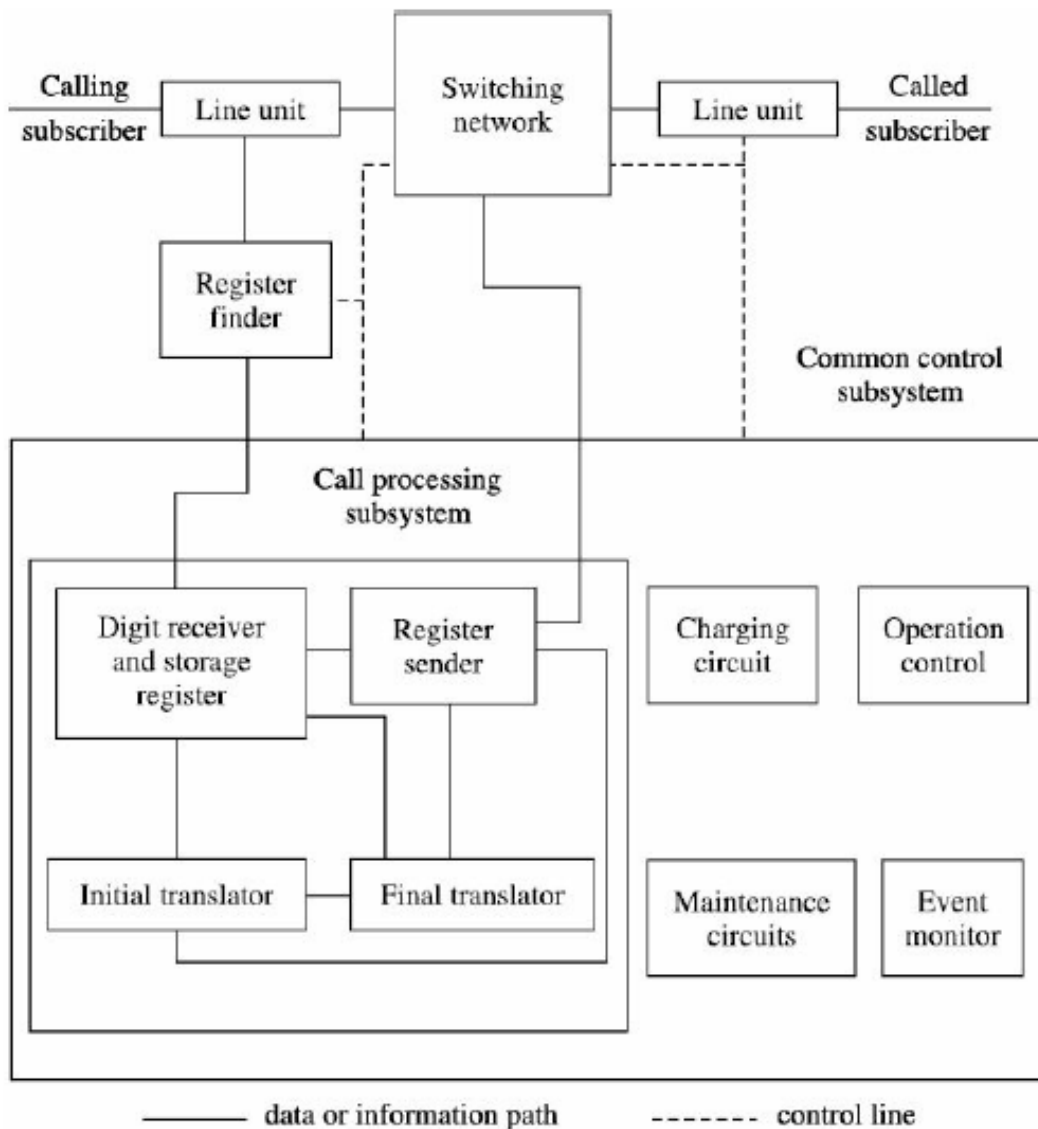 Calling
subscriber
Line unit
Switching
network
Line unit
Called
subscriber
Register
finder
Common control
subsystem
Call processing
subsystem
Digit receiver
and storage
register
Register
sender
Charging
circuit
Operation
control
Initial translator
Final translator
Maintenance
circuits
Event
monitor
data or information path
control line